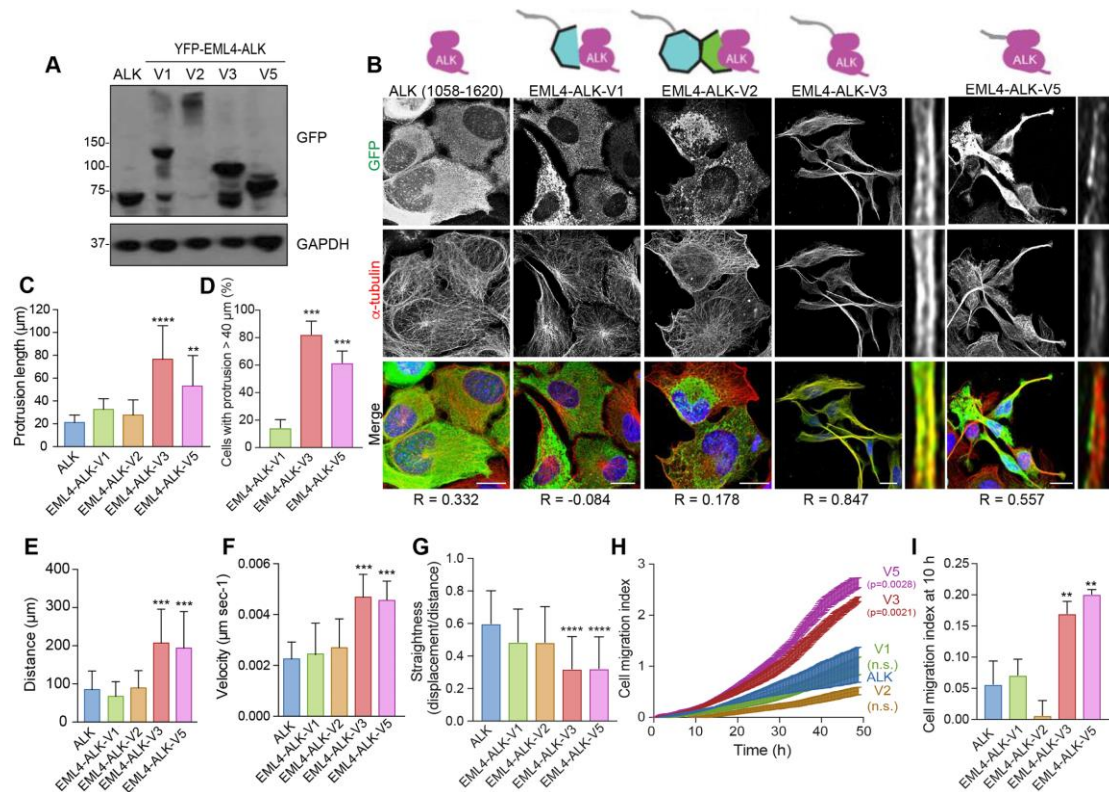 A
YFP-EML4-ALK
ALK V1 V2 V3 V5
150
100
75
GFP
37
GAPDH
B
ALK
ALK
ALK
ALK
ALK
ALK (1058-1620) EML4-ALK-V1 EML4-ALK-V2 EML4-ALK-V3 EML4-ALK-V5
GFP
α-tubulin
Merge
R = 0.332 R = -0.084 R = 0.178 R = 0.847 R = 0.557
C
Protrusion length (µm)
120
100
80
60
40
20
0
****
**
ALK
EML4-ALK-V1
EML4-ALK-V2
EML4-ALK-V3
EML4-ALK-V5
D
Cells with protrusion > 40 µm (%)
100
80
60
40
20
0
***
***
EML4-ALK-V1
EML4-ALK-V3
EML4-ALK-V5
E
Distance (µm)
400
300
200
100
0
***
***
ALK
EML4-ALK-V1
EML4-ALK-V2
EML4-ALK-V3
EML4-ALK-V5
F
Velocity (µm sec-1)
0.006
0.004
0.002
0.000
***
***
ALK
EML4-ALK-V1
EML4-ALK-V2
EML4-ALK-V3
EML4-ALK-V5
G
Straightness
(displacement/distance)
1.0
0.8
0.6
0.4
0.2
0.0
****
****
ALK
EML4-ALK-V1
EML4-ALK-V2
EML4-ALK-V3
EML4-ALK-V5
H
Cell migration index
3
2
1
0
0 10 20 30 40 50
Time (h)
V5
(p=0.0028)
V3
(p=0.0021)
V1
(n.s.)
ALK
V2
(n.s.)
I
Cell migration index at 10 h
0.25
0.20
0.15
0.10
0.05
0.00
**
**
ALK
EML4-ALK-V1
EML4-ALK-V2
EML4-ALK-V3
EML4-ALK-V5